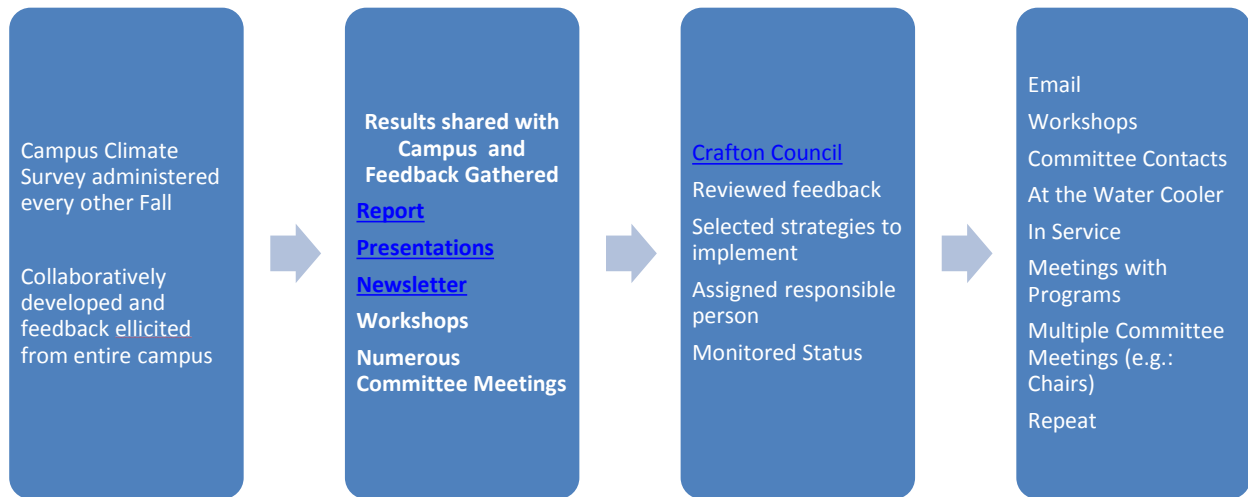 Campus Climate
Survey administered
every other Fall
Collaboratively
developed and
feedback ellicited
from entire campus
Results shared with
Campus and
Feedback Gathered
Report
Presentations
Newsletter
Workshops
Numerous
Committee Meetings
Crafton Council
Reviewed feedback
Selected strategies to
implement
Assigned responsible
person
Monitored Status
Email
Workshops
Committee Contacts
At the Water Cooler
In Service
Meetings with
Programs
Multiple Committee
Meetings (e.g.:
Chairs)
Repeat